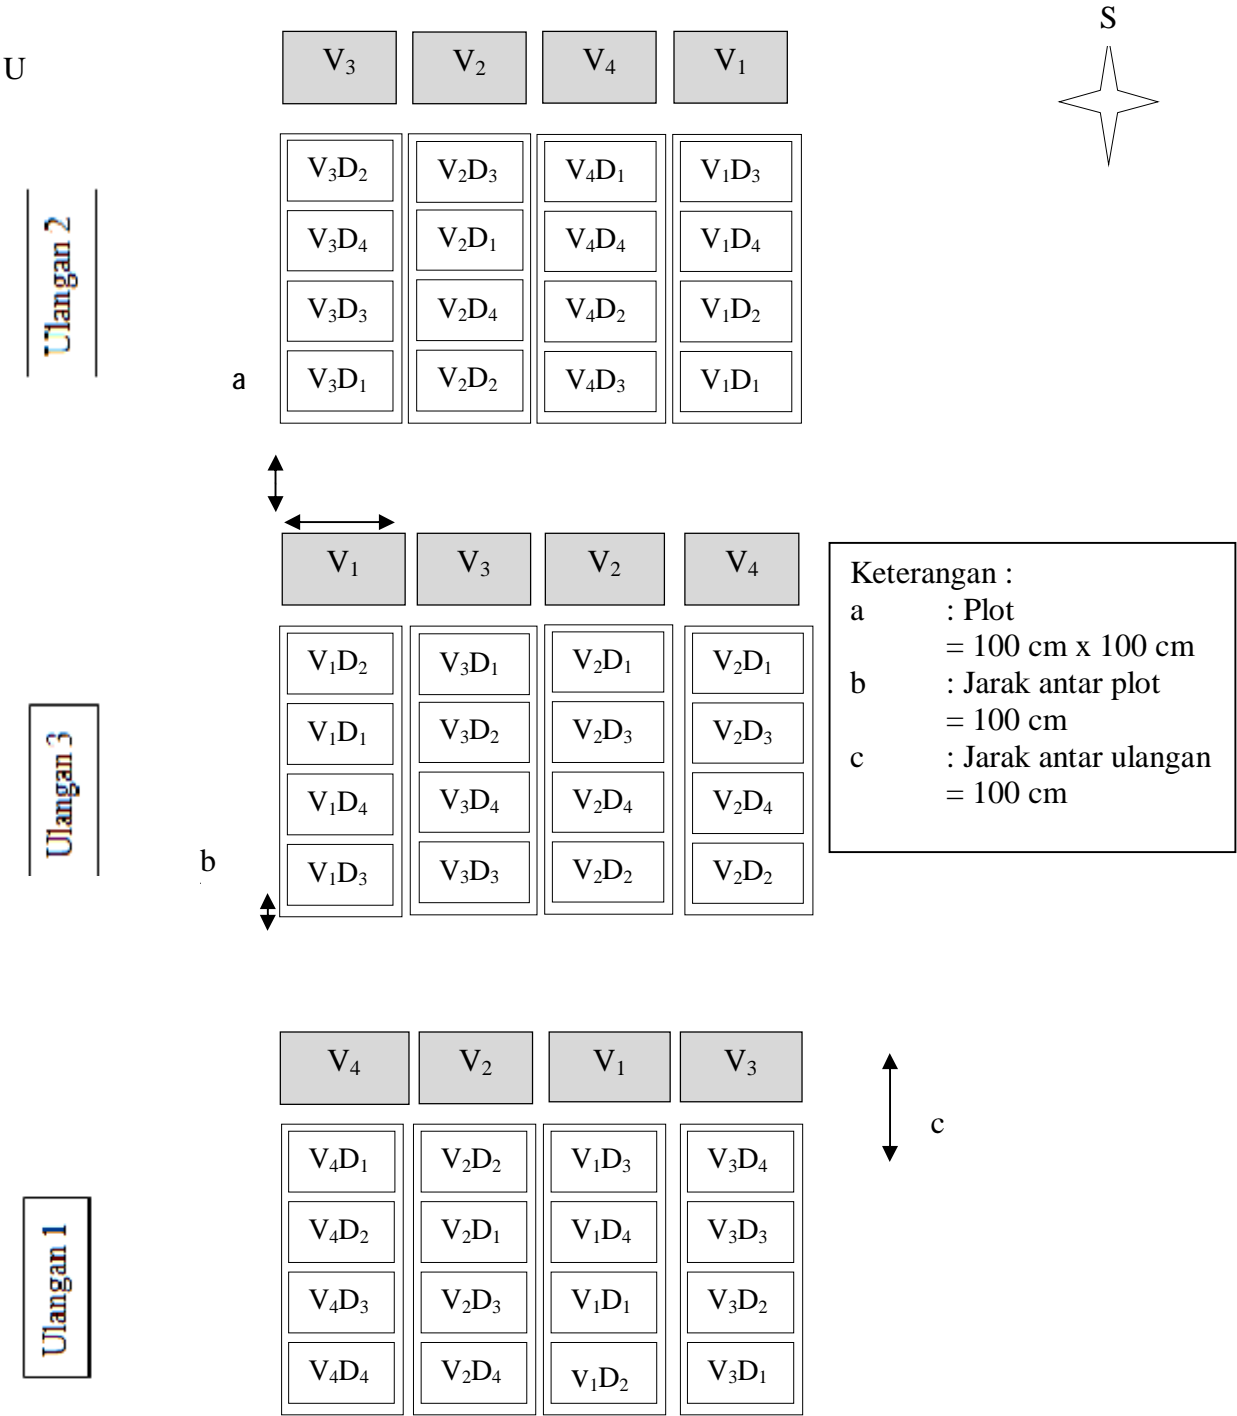 S
U
V₃ V₂ V₄ V₁
V₃D₂ V₂D₃ V₄D₁ V₁D₃
V₃D₄ V₂D₁ V₄D₄ V₁D₄
V₃D₃ V₂D₄ V₄D₂ V₁D₂
V₃D₁ V₂D₂ V₄D₃ V₁D₁
Ulangan 2
a
V₁ V₃ V₂ V₄
V₁D₂ V₃D₁ V₂D₁ V₂D₁
V₁D₁ V₃D₂ V₂D₃ V₂D₃
V₁D₄ V₃D₄ V₂D₄ V₂D₄
V₁D₃ V₃D₃ V₂D₂ V₂D₂
Ulangan 3
b
Keterangan :
a : Plot
= 100 cm x 100 cm
b : Jarak antar plot
= 100 cm
c : Jarak antar ulangan
= 100 cm
V₄ V₂ V₁ V₃
c
V₄D₁ V₂D₂ V₁D₃ V₃D₄
V₄D₂ V₂D₁ V₁D₄ V₃D₃
V₄D₃ V₂D₃ V₁D₁ V₃D₂
V₄D₄ V₂D₄ V₁D₂ V₃D₁
Ulangan 1